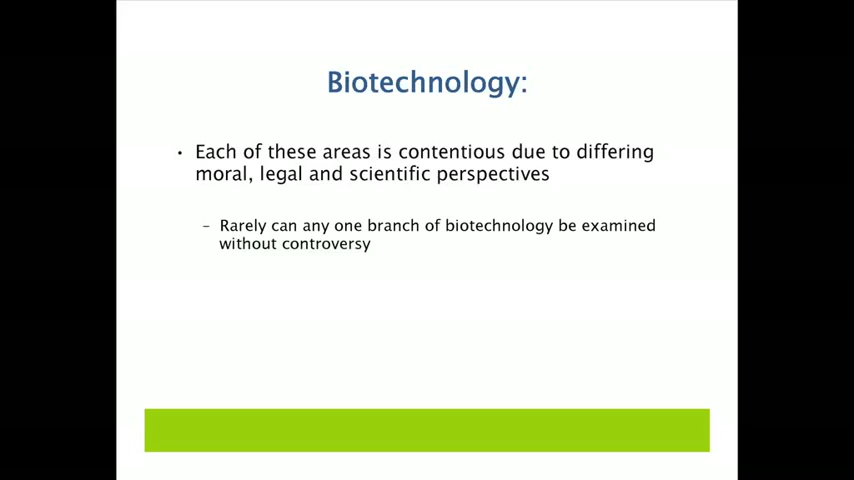 Biotechnology:
• Each of these areas is contentious due to differing
moral, legal and scientific perspectives
– Rarely can any one branch of biotechnology be examined
without controversy